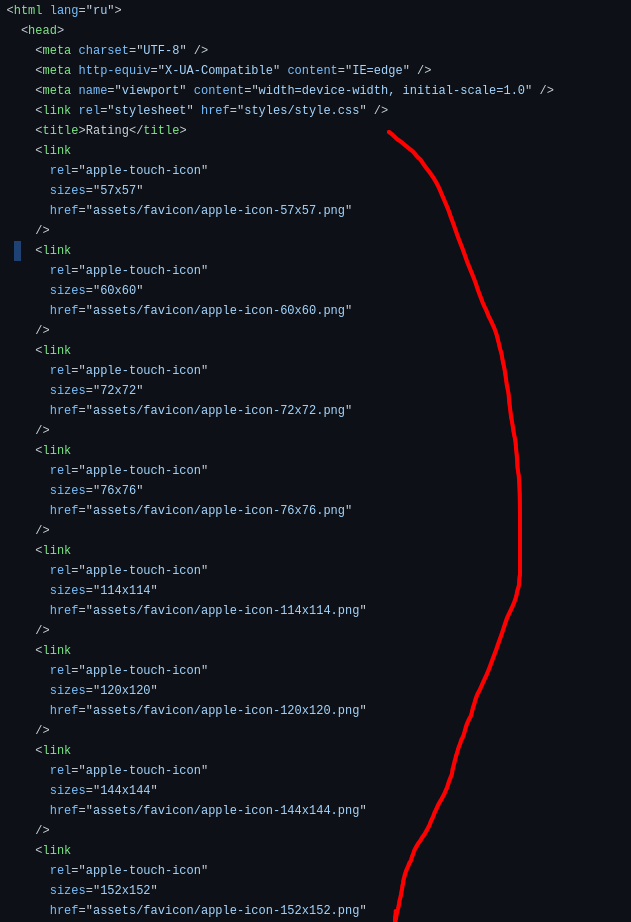 <html lang="ru">
<head>
<meta charset="UTF-8" />
<meta http-equiv="X-UA-Compatible" content="IE=edge" />
<meta name="viewport" content="width=device-width, initial-scale=1.0" />
<link rel="stylesheet" href="styles/style.css" />
<title>Rating</title>
<link
rel="apple-touch-icon"
sizes="57x57"
href="assets/favicon/apple-icon-57x57.png"
/>
<link
rel="apple-touch-icon"
sizes="60x60"
href="assets/favicon/apple-icon-60x60.png"
/>
<link
rel="apple-touch-icon"
sizes="72x72"
href="assets/favicon/apple-icon-72x72.png"
/>
<link
rel="apple-touch-icon"
sizes="76x76"
href="assets/favicon/apple-icon-76x76.png"
/>
<link
rel="apple-touch-icon"
sizes="114x114"
href="assets/favicon/apple-icon-114x114.png"
/>
<link
rel="apple-touch-icon"
sizes="120x120"
href="assets/favicon/apple-icon-120x120.png"
/>
<link
rel="apple-touch-icon"
sizes="144x144"
href="assets/favicon/apple-icon-144x144.png"
/>
<link
rel="apple-touch-icon"
sizes="152x152"
href="assets/favicon/apple-icon-152x152.png"